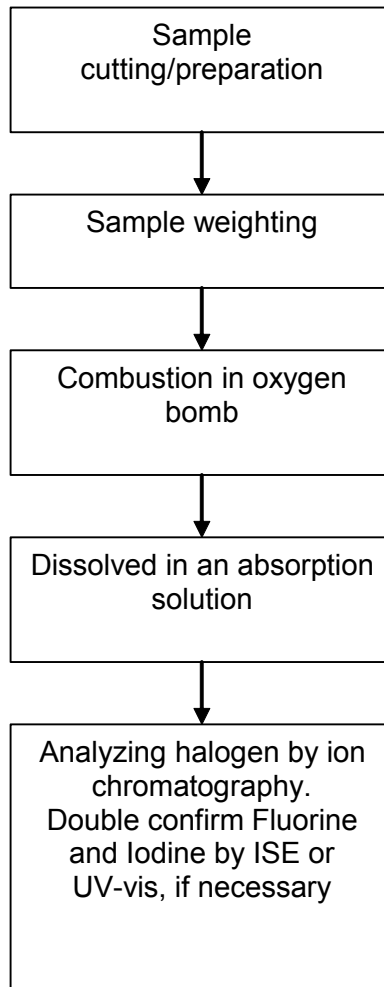 Sample
cutting/preparation
Sample weighting
Combustion in oxygen
bomb
Dissolved in an absorption
solution
Analyzing halogen by ion
chromatography.
Double confirm Fluorine
and Iodine by ISE or
UV-vis, if necessary